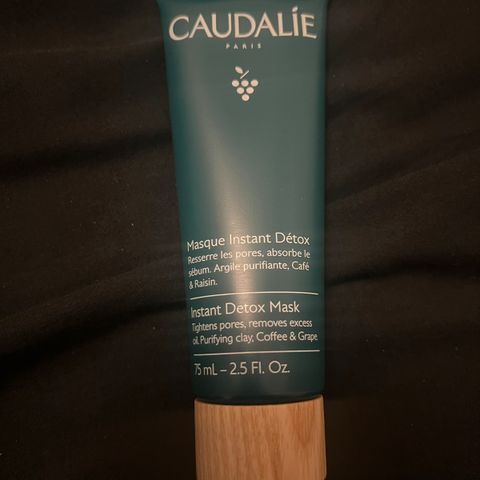 CAUDALÍE
PARIS
Masque Instant Détox
Resserre les pores, absorbe le
sébum. Argile purifiante, Café
& Raisin.
Instant Detox Mask
Tightens pores, removes excess
oil. Purifying clay, Coffee & Grape.
75 mL – 2.5 Fl. Oz.